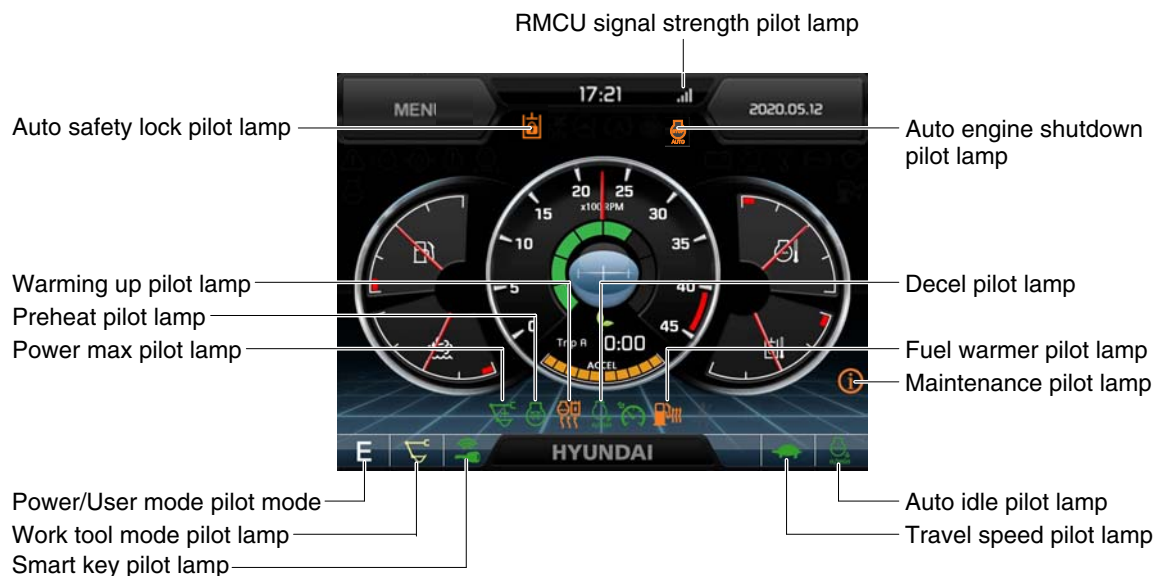 RMCU signal strength pilot lamp
MENU
17:21
2020.05.12
Auto safety lock pilot lamp
AUTO
Auto engine shutdown
pilot lamp
20
25
x100RPM
15
30
10
35
Warming up pilot lamp
5
40
Decel pilot lamp
Preheat pilot lamp
0
45
Power max pilot lamp
Trip A
0:00
Fuel warmer pilot lamp
ACCEL
Maintenance pilot lamp
E
HYUNDAI
Power/User mode pilot mode
Auto idle pilot lamp
Work tool mode pilot lamp
Travel speed pilot lamp
Smart key pilot lamp